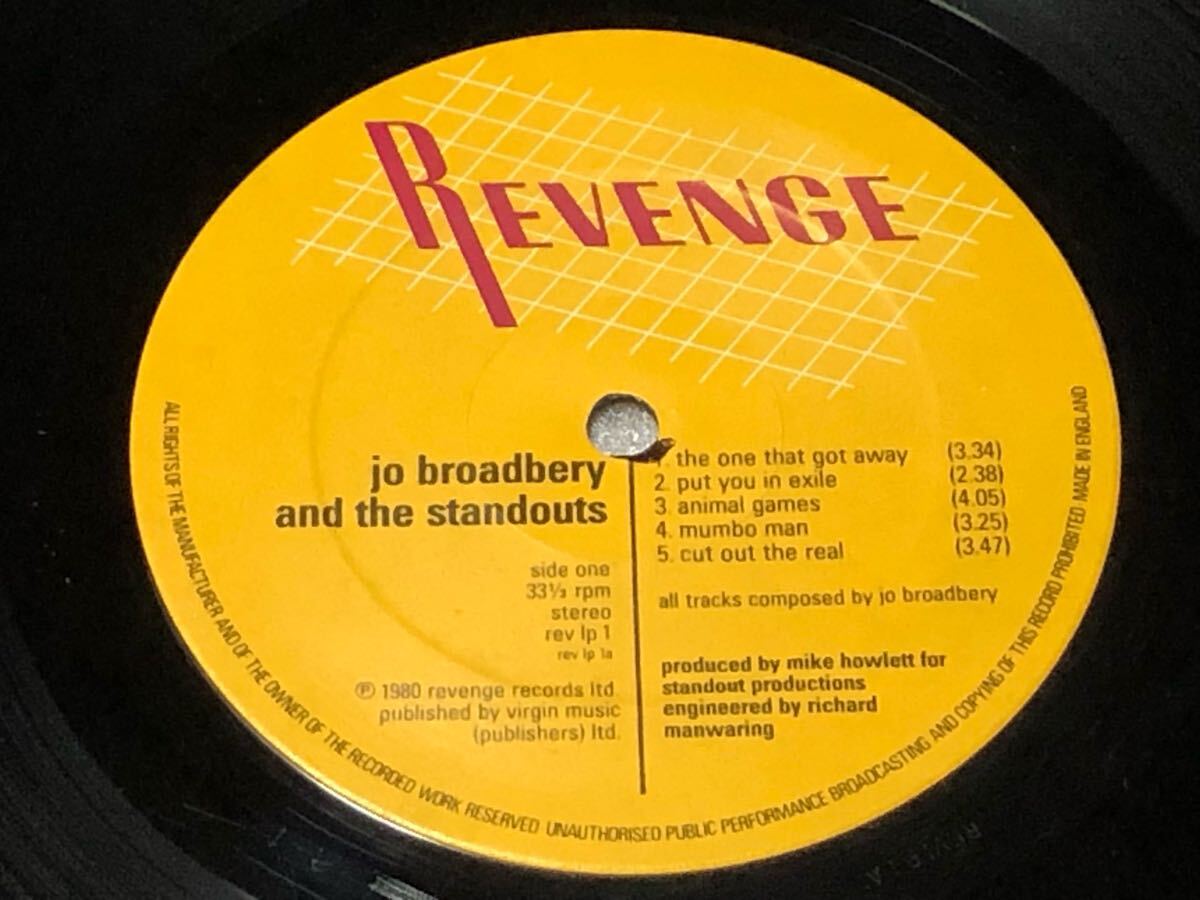 REVENGE
jo broadbery
and the standouts
side one
33⅓ rpm
stereo
rev lp 1
rev lp 1a
℗ 1980 revenge records ltd.
published by virgin music
(publishers) ltd.
1. the one that got away (3.34)
2. put you in exile (2.38)
3. animal games (4.05)
4. mumbo man (3.25)
5. cut out the real (3.47)
all tracks composed by jo broadbery
produced by mike howlett for
standout productions
engineered by richard
manwaring
ALL RIGHTS OF THE MANUFACTURER AND OF THE OWNER OF THE RECORDED WORK RESERVED UNAUTHORISED PUBLIC PERFORMANCE BROADCASTING AND COPYING OF THIS RECORD PROHIBITED MADE IN ENGLAND